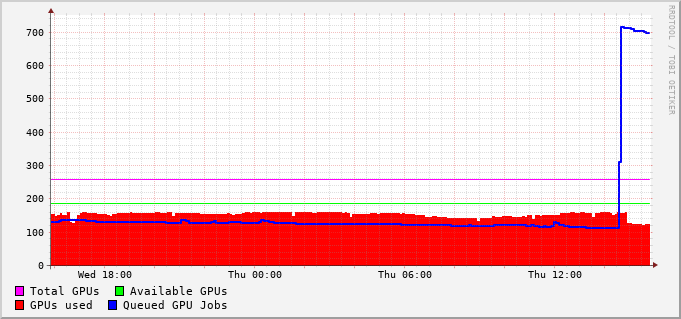 700
600
500
400
300
200
100
0
Wed 18:00 Thu 00:00 Thu 06:00 Thu 12:00
Total GPUs Available GPUs
GPUs used Queued GPU Jobs
RRDTOOL / TOBI OETIKER